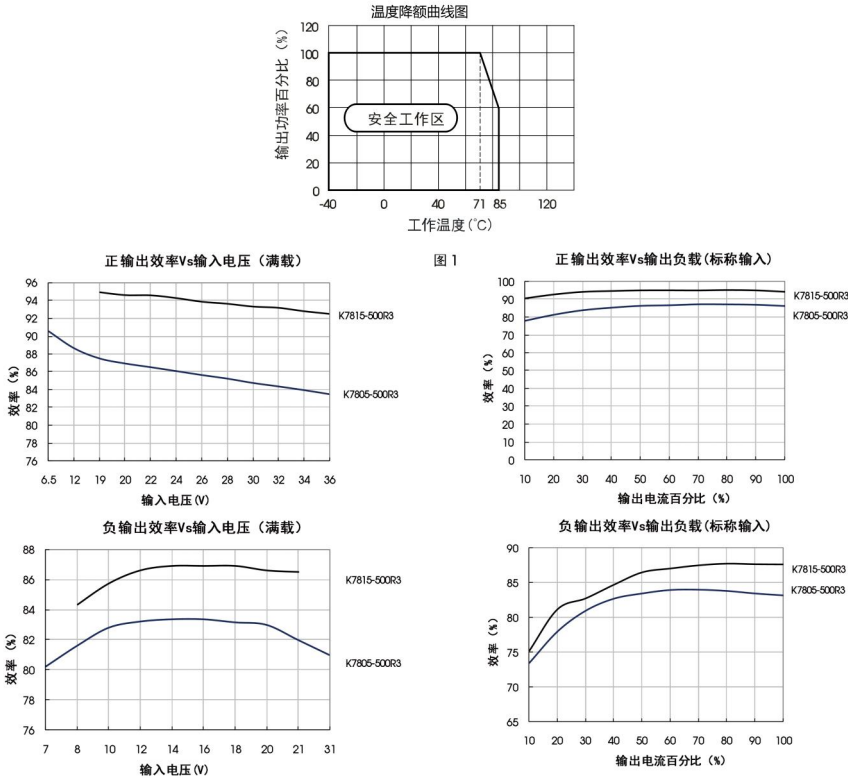 温度降额曲线图
输出功率百分比 (%)
120
100
80
60
40
20
0
安全工作区
-40 0 40 71 85 120
工作温度(°C)
图1
正输出效率Vs输入电压（满载）
效率 (%)
96
94
92
90
88
86
84
82
80
78
76
K7815-500R3
K7805-500R3
6.5 12 19 20 22 24 26 28 30 32 34 36
输入电压(V)
正输出效率Vs输出负载(标称输入)
效率 (%)
100
90
80
70
60
50
40
30
20
10
0
K7815-500R3
K7805-500R3
10 20 30 40 50 60 70 80 90 100
输出电流百分比 (%)
负输出效率Vs输入电压（满载）
效率 (%)
88
86
84
82
80
78
76
K7815-500R3
K7805-500R3
7 8 10 12 14 16 18 20 21 31
输入电压(V)
负输出效率Vs输出负载(标称输入)
效率 (%)
90
85
80
75
70
65
K7815-500R3
K7805-500R3
10 20 30 40 50 60 70 80 90 100
输出电流百分比 (%)